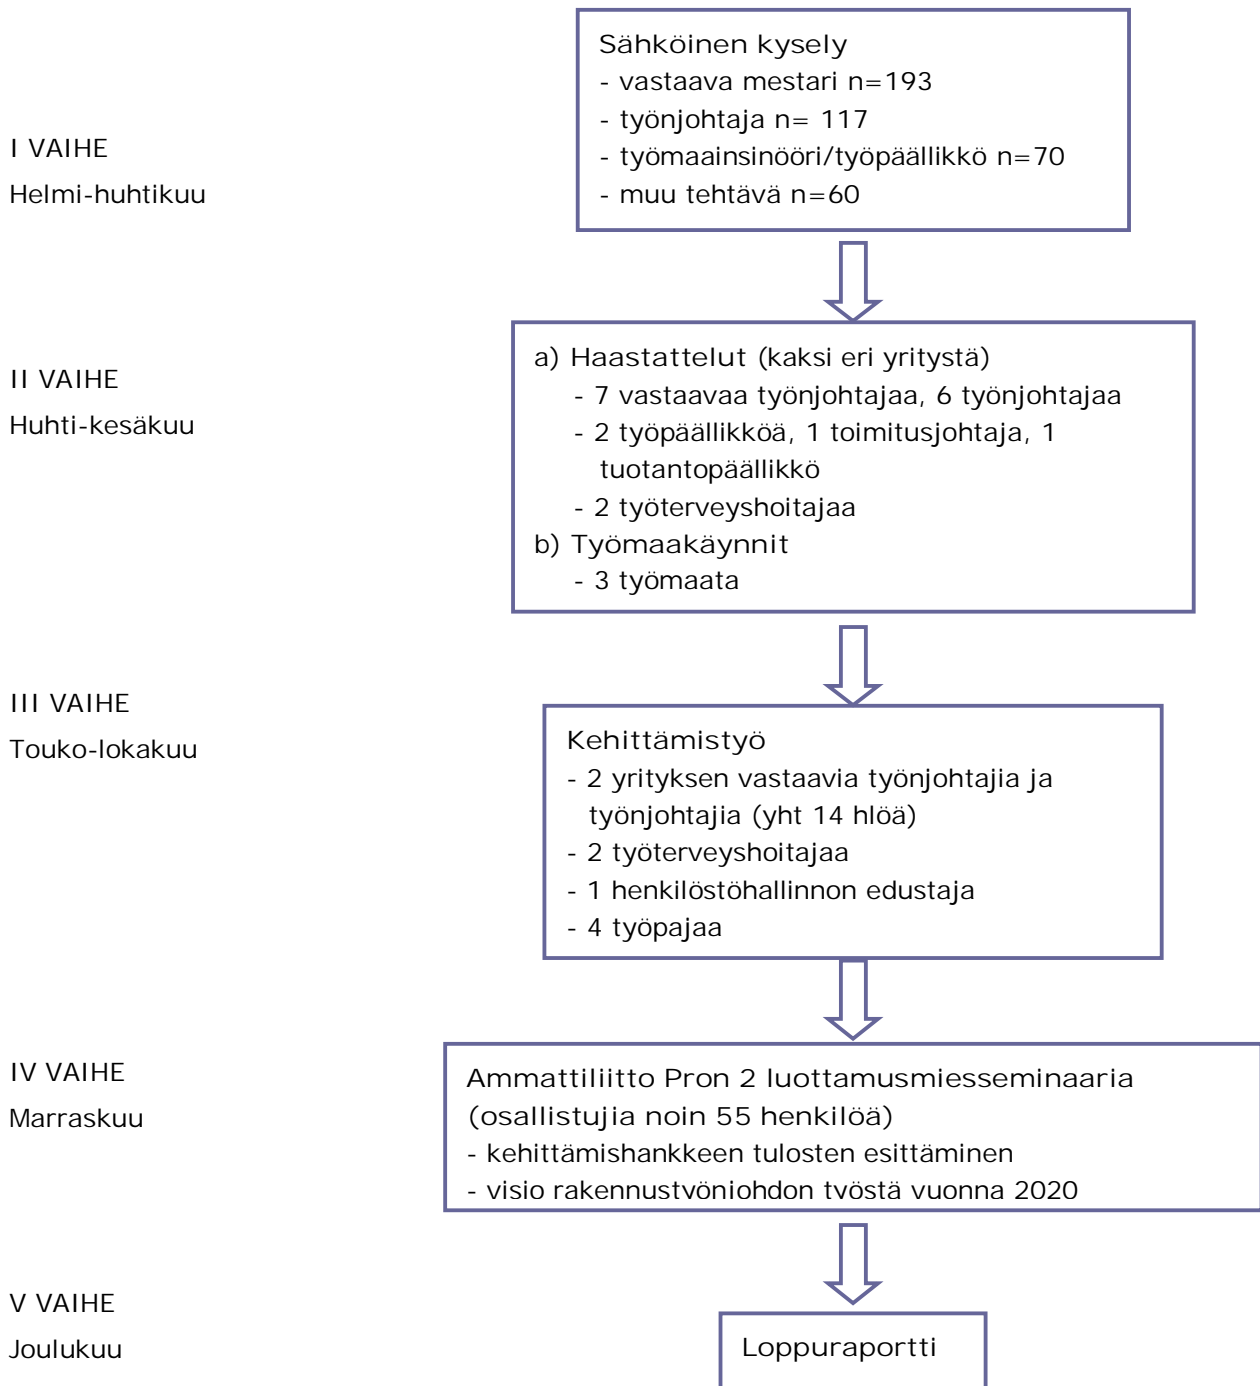 I VAIHE
Helmi-huhtikuu
Sähköinen kysely
- vastaava mestari n=193
- työnjohtaja n= 117
- työmaainsinööri/työpäällikkö n=70
- muu tehtävä n=60
II VAIHE
Huhti-kesäkuu
a) Haastattelut (kaksi eri yritystä)
- 7 vastaavaa työnjohtajaa, 6 työnjohtajaa
- 2 työpäällikköä, 1 toimitusjohtaja, 1
tuotantopäällikkö
- 2 työterveyshoitajaa
b) Työmaakäynnit
- 3 työmaata
III VAIHE
Touko-lokakuu
Kehittämistyö
- 2 yrityksen vastaavia työnjohtajia ja
työnjohtajia (yht 14 hlöä)
- 2 työterveyshoitajaa
- 1 henkilöstöhallinnon edustaja
- 4 työpajaa
IV VAIHE
Marraskuu
Ammattiliitto Pron 2 luottamusmiesseminaaria
(osallistujia noin 55 henkilöä)
- kehittämishankkeen tulosten esittäminen
- visio rakennustyönjohdon työstä vuonna 2020
V VAIHE
Joulukuu
Loppuraportti